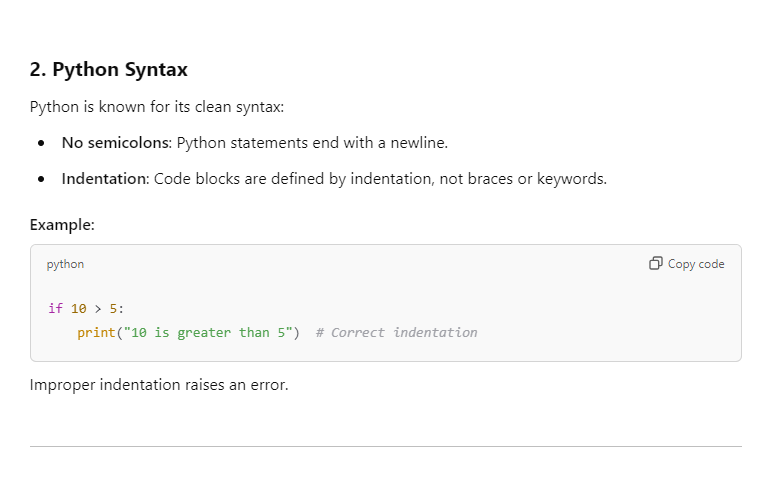 2. Python Syntax
Python is known for its clean syntax:
• No semicolons: Python statements end with a newline.
• Indentation: Code blocks are defined by indentation, not braces or keywords.
Example:
python Copy code
if 10 > 5:
    print("10 is greater than 5")  # Correct indentation
Improper indentation raises an error.